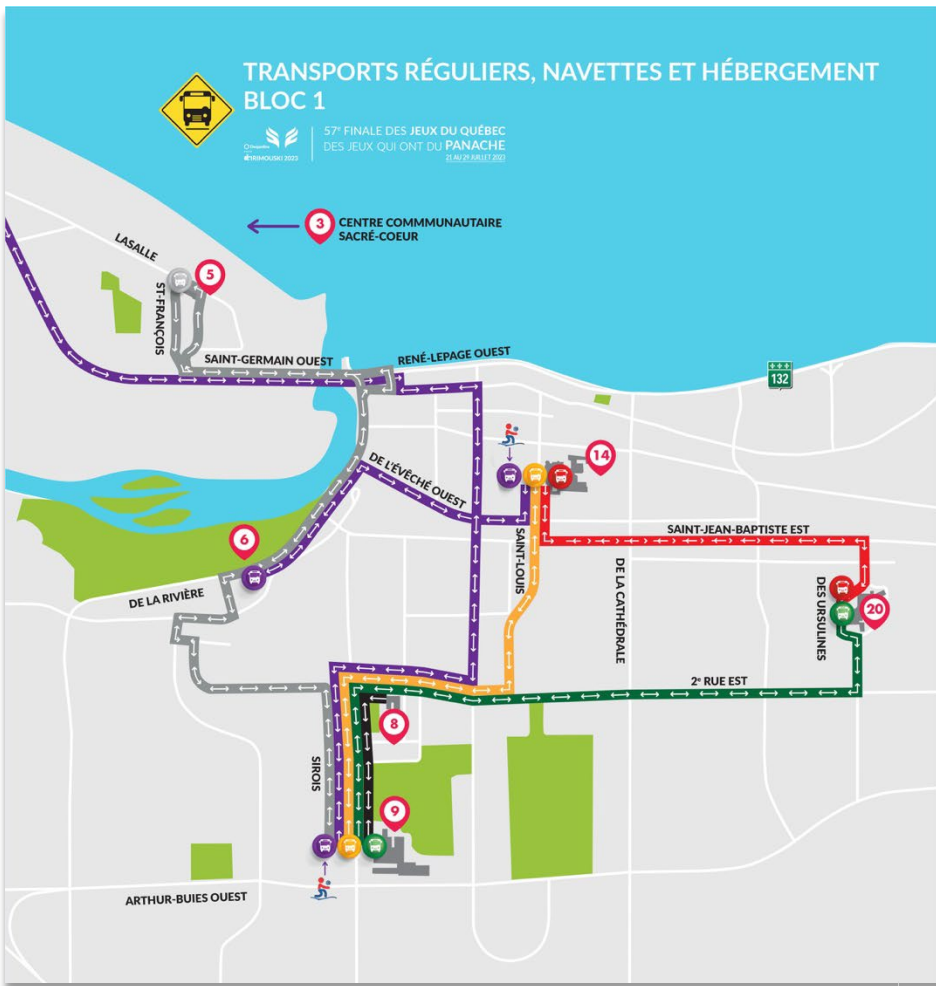 TRANSPORTS RÉGULIERS, NAVETTES ET HÉBERGEMENT
BLOC 1
57e FINALE DES JEUX DU QUÉBEC
DES JEUX QUI ONT DU PANACHE
21 AU 29 JUILLET 2023
RIMOUSKI 2023
3
CENTRE COMMMUNAUTAIRE
SACRÉ-COEUR
LASALLE
5
ST-FRANÇOIS
SAINT-GERMAIN OUEST
RENÉ-LEPAGE OUEST
132
14
DE L'ÉVÊCHÉ OUEST
SAINT-LOUIS
SAINT-JEAN-BAPTISTE EST
6
DE LA RIVIÈRE
DE LA CATHÉDRALE
DES URSULINES
20
2e RUE EST
8
SIROIS
9
ARTHUR-BUIES OUEST